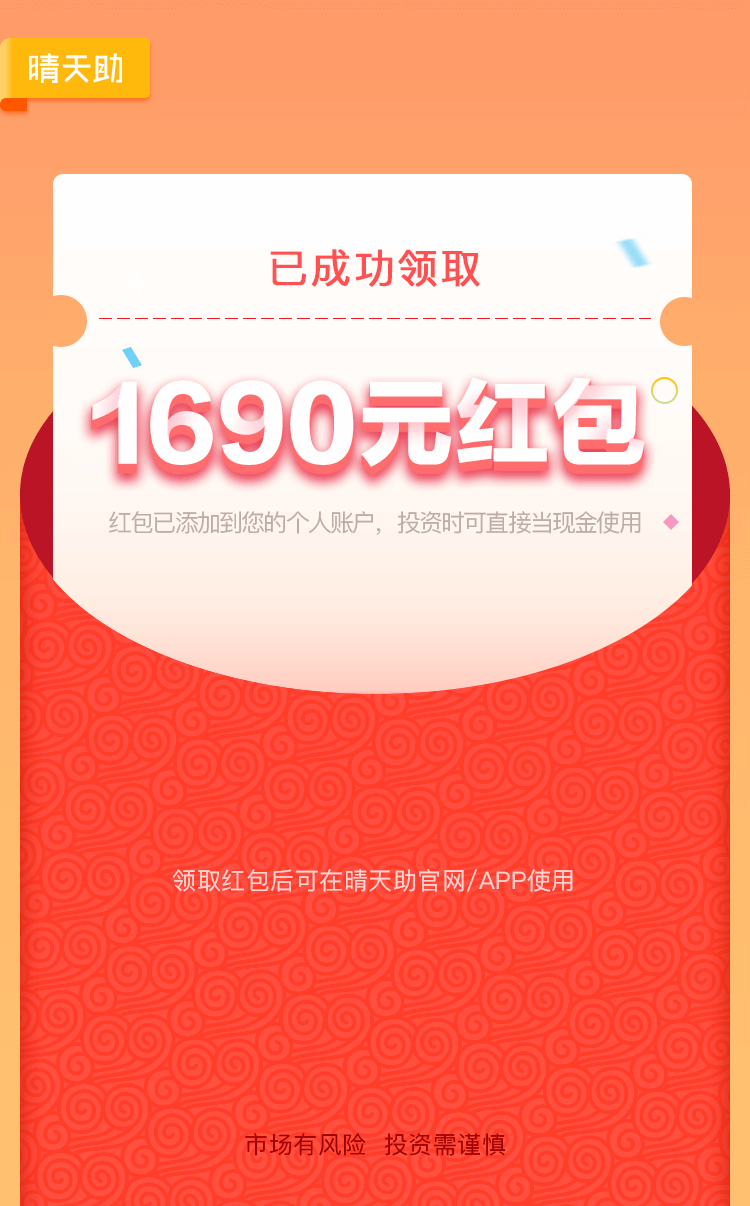 晴天助
已成功领取
1690元红包
红包已添加到您的个人账户，投资时可直接当现金使用
领取红包后可在晴天助官网/APP使用
市场有风险 投资需谨慎